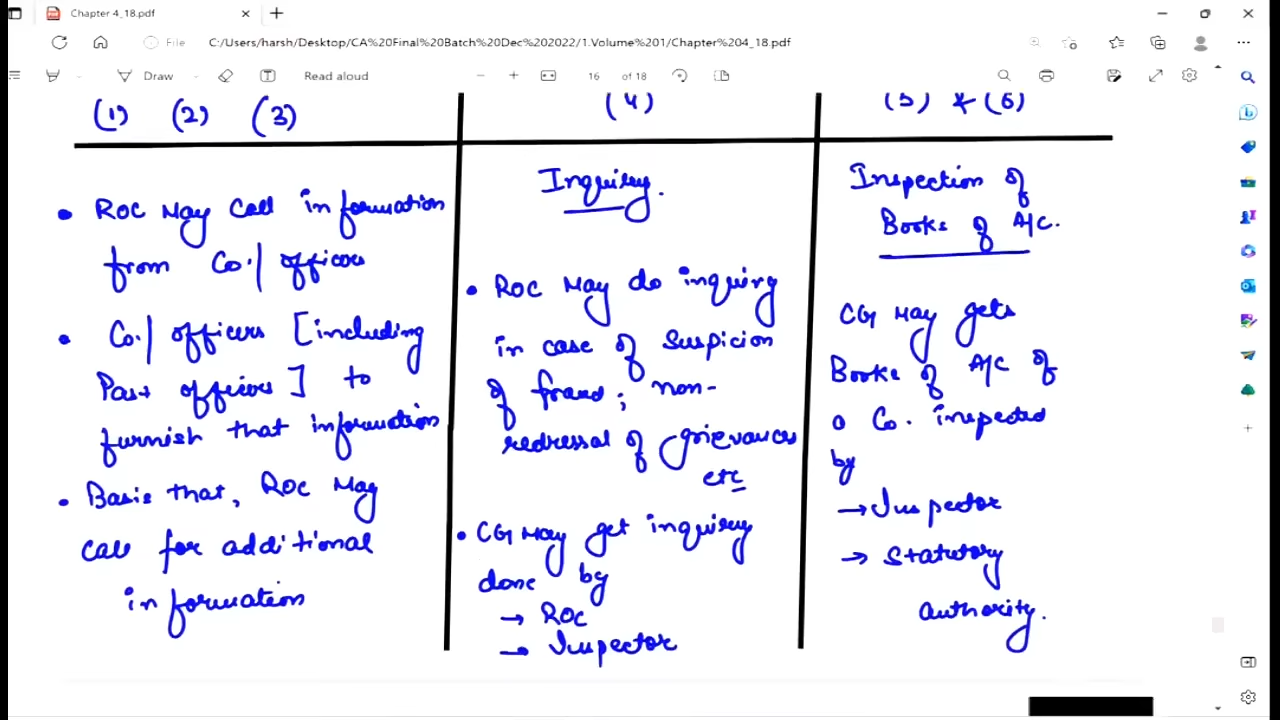 Chapter 4_18.pdf
File C:/Users/harsh/Desktop/CA%20Final%20Batch%20Dec%202022/1.Volume%201/Chapter%204_18.pdf
Draw Read aloud 16 of 18
(1) (2) (3)
• ROC May call information
from Co./ officers
• Co./ officers [including
Past officers] to
furnish that information
• Basis that, ROC May
call for additional
information
(4)
Inquiry.
• ROC May do inquiry
in case of suspicion
of fraud; non-
redressal of grievances
etc
• CG May get inquiry
done by
→ ROC
→ Inspector
(5) & (6)
Inspection of
Books of A/C.
CG May gets
Books of A/C of
a Co. inspected
by
→ Inspector
→ Statutory
authority.